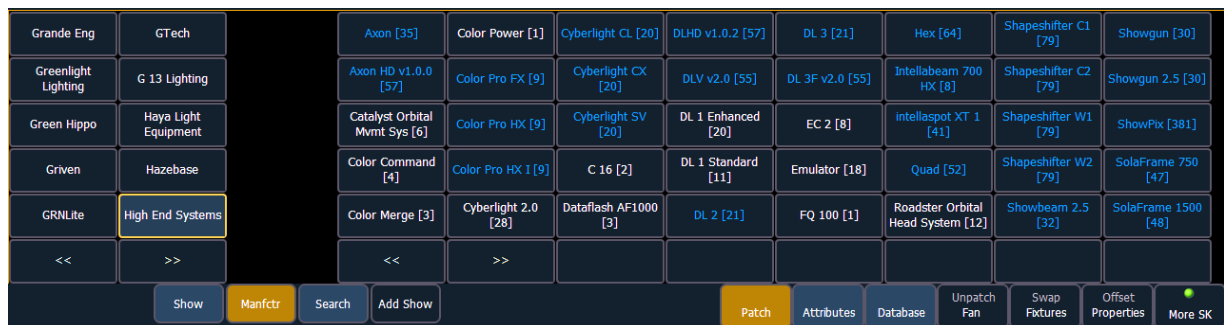 Grande Eng
GTech
Axon [35]
Color Power [1]
Cyberlight CL [20]
DLHD v1.0.2 [57]
DL 3 [21]
Hex [64]
Shapeshifter C1
[79]
Showgun [30]
Greenlight
Lighting
G 13 Lighting
Axon HD v1.0.0
[57]
Color Pro FX [9]
Cyberlight CX
[20]
DLV v2.0 [55]
DL 3F v2.0 [55]
Intellabeam 700
HX [8]
Shapeshifter C2
[79]
Showgun 2.5 [30]
Green Hippo
Haya Light
Equipment
Catalyst Orbital
Mvmt Sys [6]
Color Pro HX [9]
Cyberlight SV
[20]
DL 1 Enhanced
[20]
EC 2 [8]
intellaspot XT 1
[41]
Shapeshifter W1
[79]
ShowPix [381]
Griven
Hazebase
Color Command
[4]
Color Pro HX I [9]
C 16 [2]
DL 1 Standard
[11]
Emulator [18]
Quad [52]
Shapeshifter W2
[79]
SolaFrame 750
[47]
GRNLite
High End Systems
Color Merge [3]
Cyberlight 2.0
[28]
Dataflash AF1000
[3]
DL 2 [21]
FQ 100 [1]
Roadster Orbital
Head System [12]
Showbeam 2.5
[32]
SolaFrame 1500
[48]
<<
>>
<<
>>
Show
Manfctr
Search
Add Show
Patch
Attributes
Database
Unpatch
Fan
Swap
Fixtures
Offset
Properties
More SK